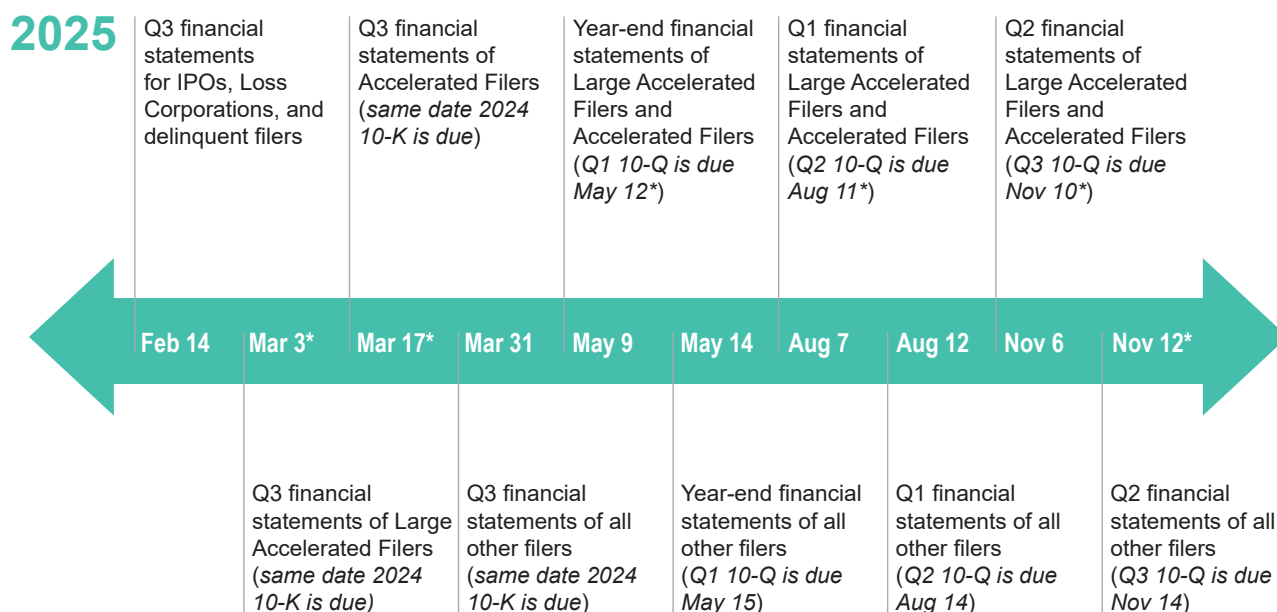 2025
Q3 financial
statements
for IPOs, Loss
Corporations, and
delinquent filers
Q3 financial
statements of
Accelerated Filers
(same date 2024
10-K is due)
Year-end financial
statements of
Large Accelerated
Filers and
Accelerated Filers
(Q1 10-Q is due
May 12*)
Q1 financial
statements of
Large Accelerated
Filers and
Accelerated Filers
(Q2 10-Q is due
Aug 11*)
Q2 financial
statements of
Large Accelerated
Filers and
Accelerated Filers
(Q3 10-Q is due
Nov 10*)
Feb 14 Mar 3* Mar 17* Mar 31 May 9 May 14 Aug 7 Aug 12 Nov 6 Nov 12*
Q3 financial
statements of Large
Accelerated Filers
(same date 2024
10-K is due)
Q3 financial
statements of all
other filers
(same date 2024
10-K is due)
Year-end financial
statements of all
other filers
(Q1 10-Q is due
May 15)
Q1 financial
statements of all
other filers
(Q2 10-Q is due
Aug 14)
Q2 financial
statements of all
other filers
(Q3 10-Q is due
Nov 14)